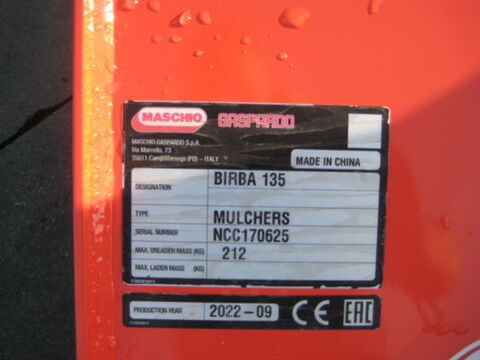 MASCHIO GASPARDO
MASCHIO GASPARDO S.p.A.
Via Marcello, 73
35011 Campodarsego (PD) - ITALY
MADE IN CHINA
DESIGNATION BIRBA 135
TYPE MULCHERS
SERIAL NUMBER NCC170625
MAX. UNLADEN MASS (KG) 212
MAX. LADEN MASS (KG)
PRODUCTION YEAR 2022-09 CE EAC